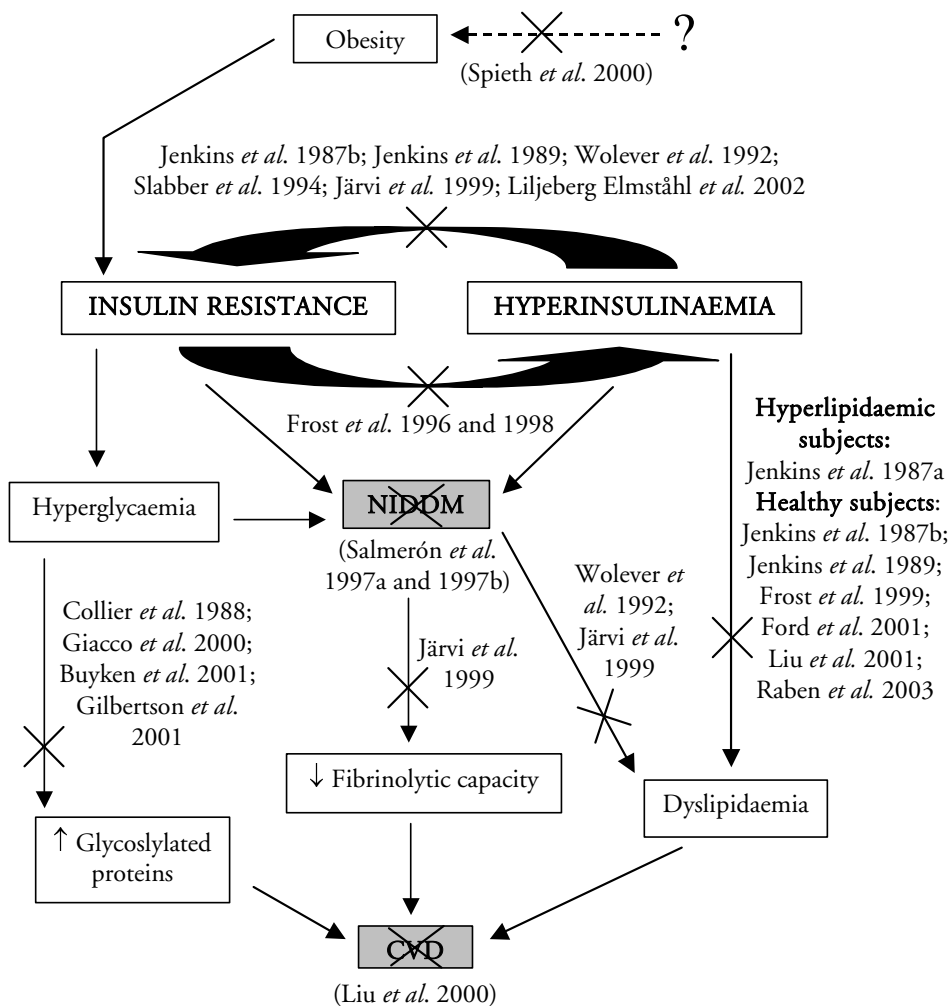 Obesity
?
(Spieth et al. 2000)
Jenkins et al. 1987b; Jenkins et al. 1989; Wolever et al. 1992;
Slabber et al. 1994; Järvi et al. 1999; Liljeberg Elmståhl et al. 2002
INSULIN RESISTANCE
HYPERINSULINAEMIA
Frost et al. 1996 and 1998
Hyperlipidaemic
subjects:
Jenkins et al. 1987a
Healthy subjects:
Jenkins et al. 1987b;
Jenkins et al. 1989;
Frost et al. 1999;
Ford et al. 2001;
Liu et al. 2001;
Raben et al. 2003
Hyperglycaemia
NIDDM
(Salmerón et al.
1997a and 1997b)
Collier et al. 1988;
Giacco et al. 2000;
Buyken et al. 2001;
Gilbertson et al.
2001
Järvi et al.
1999
Wolever et
al. 1992;
Järvi et al.
1999
↓ Fibrinolytic capacity
Dyslipidaemia
↑ Glycoslylated
proteins
CVD
(Liu et al. 2000)